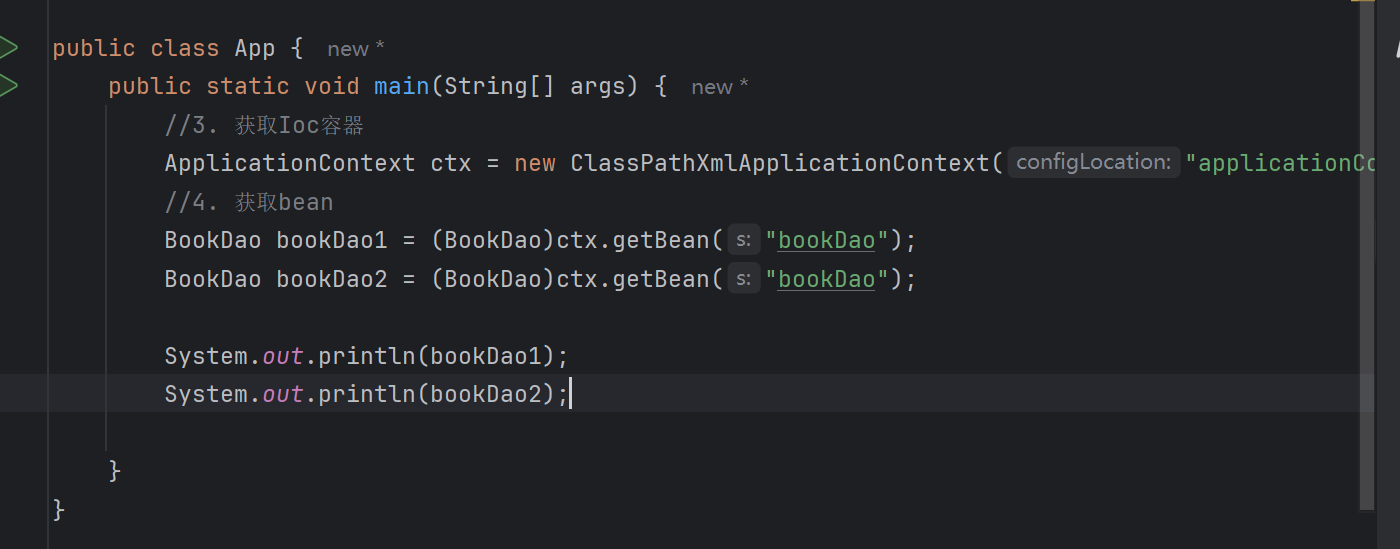 public class App { new *
public static void main(String[] args) { new *
//3. 获取Ioc容器
ApplicationContext ctx = new ClassPathXmlApplicationContext( configLocation: "applicationCo
//4. 获取bean
BookDao bookDao1 = (BookDao)ctx.getBean( s: "bookDao");
BookDao bookDao2 = (BookDao)ctx.getBean( s: "bookDao");
System.out.println(bookDao1);
System.out.println(bookDao2);
}
}